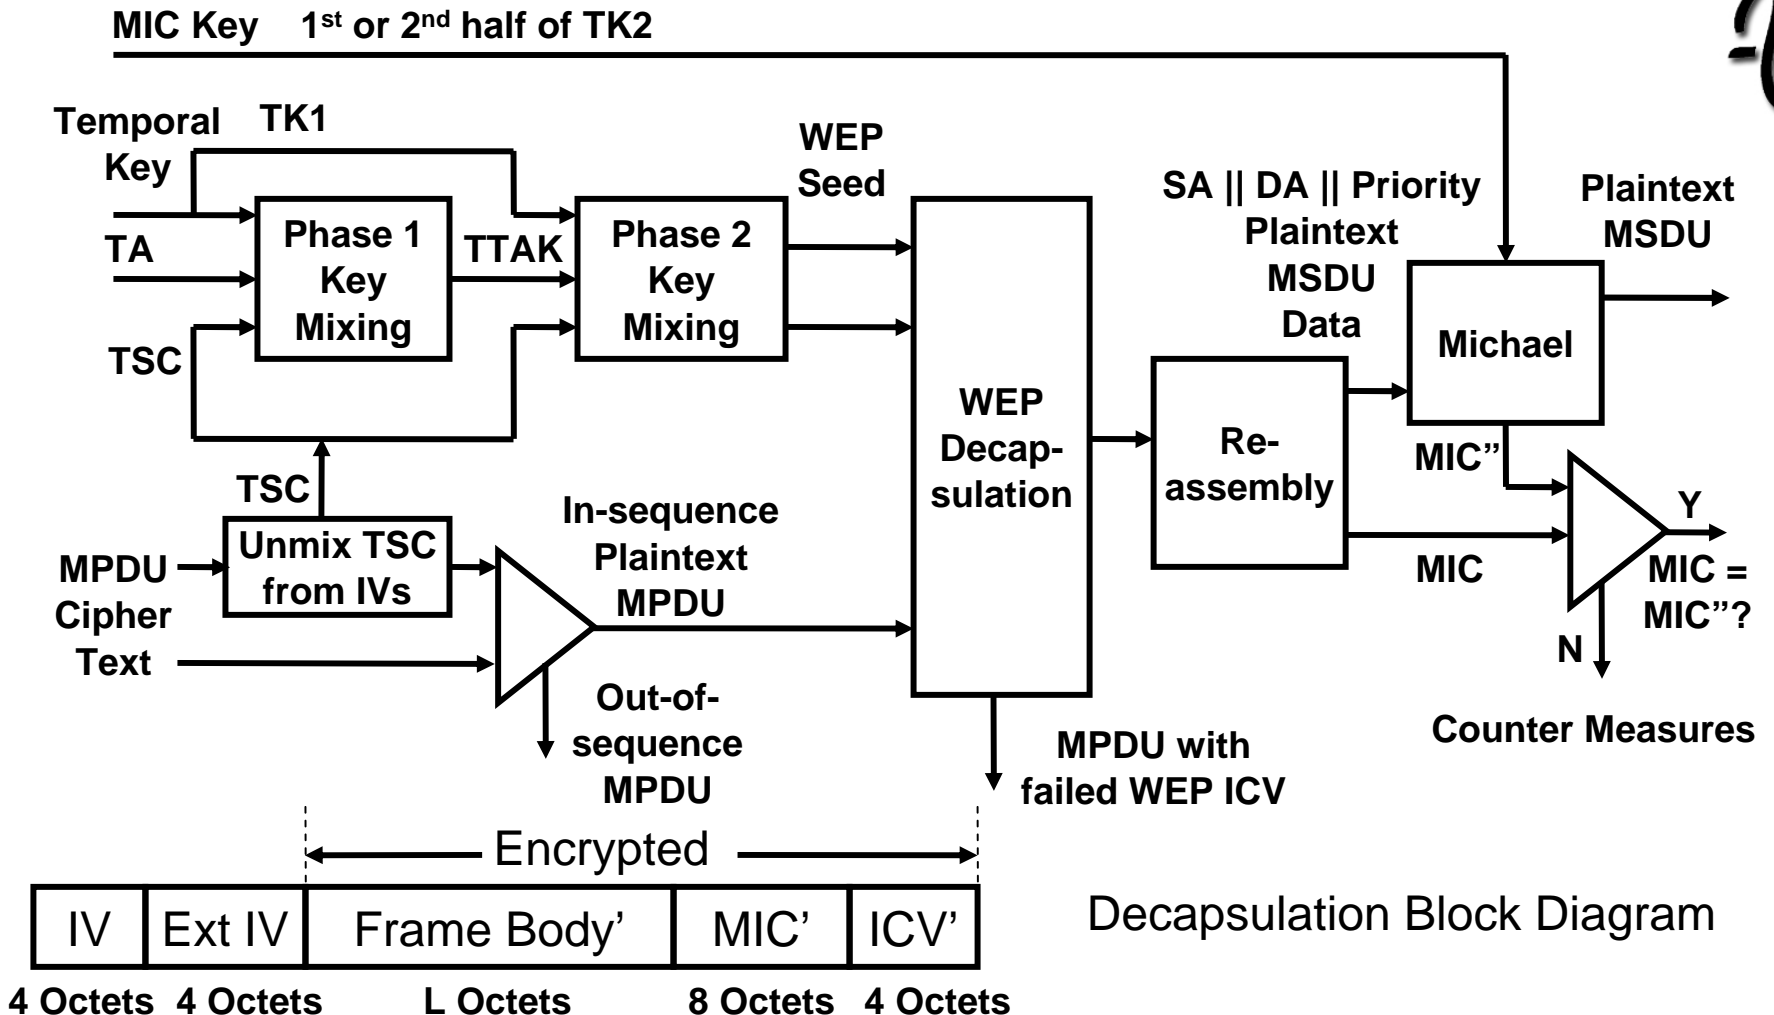 MIC Key 1st or 2nd half of TK2
Temporal
Key
TK1
TA
TSC
Phase 1
Key
Mixing
TTAK
Phase 2
Key
Mixing
WEP
Seed
WEP
Decap-
sulation
SA || DA || Priority
Plaintext
MSDU
Data
Plaintext
MSDU
Michael
Re-
assembly
MIC”
MIC
Y
MIC =
MIC”?
N
Counter Measures
TSC
Unmix TSC
from IVs
MPDU
Cipher
Text
In-sequence
Plaintext
MPDU
Out-of-
sequence
MPDU
MPDU with
failed WEP ICV
Encrypted
IV
Ext IV
Frame Body’
MIC’
ICV’
4 Octets
4 Octets
L Octets
8 Octets
4 Octets
Decapsulation Block Diagram